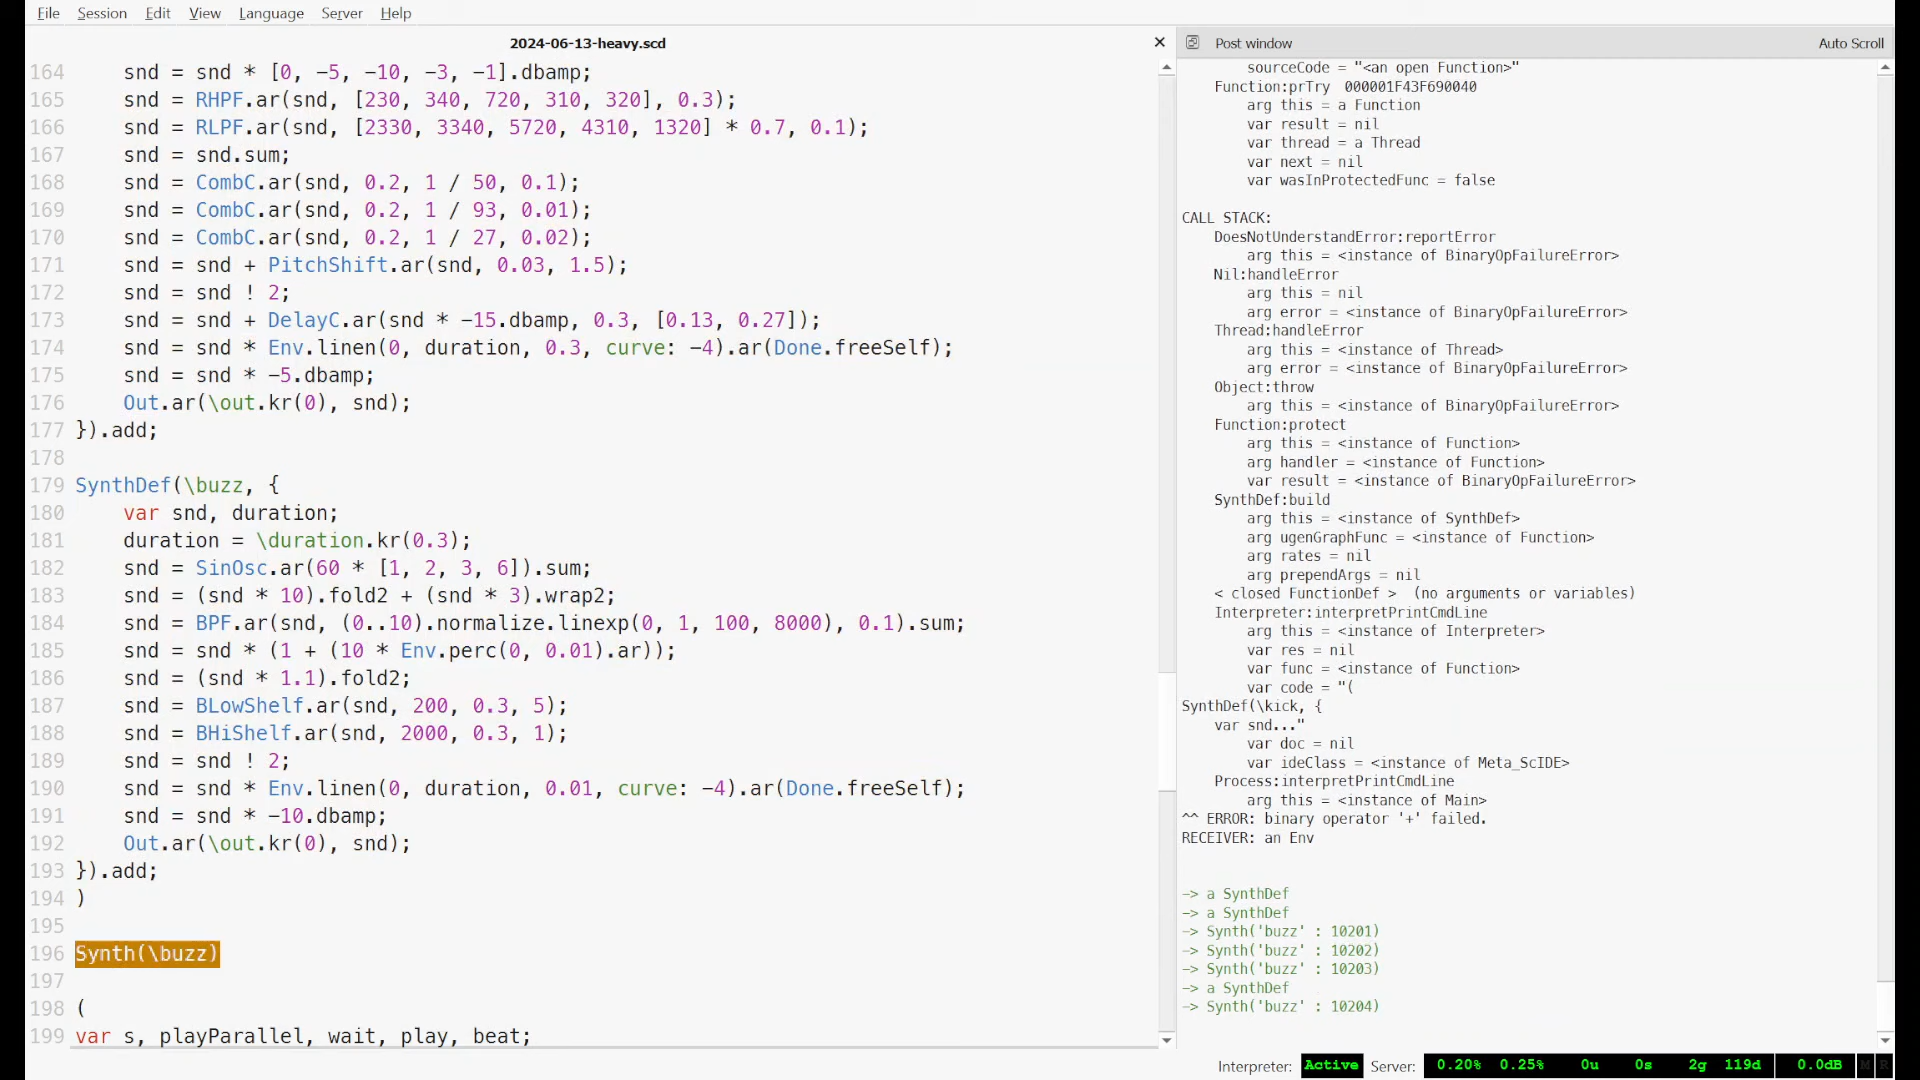 File Session Edit View Language Server Help
2024-06-13-heavy.scd
164 snd = snd * [0, -5, -10, -3, -1].dbamp;
165 snd = RHPF.ar(snd, [230, 340, 720, 310, 320], 0.3);
166 snd = RLPF.ar(snd, [2330, 3340, 5720, 4310, 1320] * 0.7, 0.1);
167 snd = snd.sum;
168 snd = CombC.ar(snd, 0.2, 1 / 50, 0.1);
169 snd = CombC.ar(snd, 0.2, 1 / 93, 0.01);
170 snd = CombC.ar(snd, 0.2, 1 / 27, 0.02);
171 snd = snd + PitchShift.ar(snd, 0.03, 1.5);
172 snd = snd ! 2;
173 snd = snd + DelayC.ar(snd * -15.dbamp, 0.3, [0.13, 0.27]);
174 snd = snd * Env.linen(0, duration, 0.3, curve: -4).ar(Done.freeSelf);
175 snd = snd * -5.dbamp;
176 Out.ar(\out.kr(0), snd);
177 }).add;
178
179 SynthDef(\buzz, {
180 var snd, duration;
181 duration = \duration.kr(0.3);
182 snd = SinOsc.ar(60 * [1, 2, 3, 6]).sum;
183 snd = (snd * 10).fold2 + (snd * 3).wrap2;
184 snd = BPF.ar(snd, (0..10).normalize.linexp(0, 1, 100, 8000), 0.1).sum;
185 snd = snd * (1 + (10 * Env.perc(0, 0.01).ar));
186 snd = (snd * 1.1).fold2;
187 snd = BLowShelf.ar(snd, 200, 0.3, 5);
188 snd = BHiShelf.ar(snd, 2000, 0.3, 1);
189 snd = snd ! 2;
190 snd = snd * Env.linen(0, duration, 0.01, curve: -4).ar(Done.freeSelf);
191 snd = snd * -10.dbamp;
192 Out.ar(\out.kr(0), snd);
193 }).add;
194 )
195
196 Synth(\buzz)
197
198 (
199 var s, playParallel, wait, play, beat;
Post window
Auto Scroll
sourceCode = "<an open Function>"
Function:prTry 000001F43F690040
arg this = a Function
var result = nil
var thread = a Thread
var next = nil
var wasInProtectedFunc = false
CALL STACK:
DoesNotUnderstandError:reportError
arg this = <instance of BinaryOpFailureError>
Nil:handleError
arg this = nil
arg error = <instance of BinaryOpFailureError>
Thread:handleError
arg this = <instance of Thread>
arg error = <instance of BinaryOpFailureError>
Object:throw
arg this = <instance of BinaryOpFailureError>
Function:protect
arg this = <instance of Function>
arg handler = <instance of Function>
var result = <instance of BinaryOpFailureError>
SynthDef:build
arg this = <instance of SynthDef>
arg ugenGraphFunc = <instance of Function>
arg rates = nil
arg prependArgs = nil
< closed FunctionDef > (no arguments or variables)
Interpreter:interpretPrintCmdLine
arg this = <instance of Interpreter>
var res = nil
var func = <instance of Function>
var code = "(
SynthDef(\kick, {
var snd..."
var doc = nil
var ideClass = <instance of Meta_ScIDE>
Process:interpretPrintCmdLine
arg this = <instance of Main>
^^ ERROR: binary operator '+' failed.
RECEIVER: an Env
-> a SynthDef
-> a SynthDef
-> Synth('buzz' : 10201)
-> Synth('buzz' : 10202)
-> Synth('buzz' : 10203)
-> a SynthDef
-> Synth('buzz' : 10204)
Interpreter: Active Server: 0.20% 0.25% 0u 0s 2g 119d 0.0dB M R